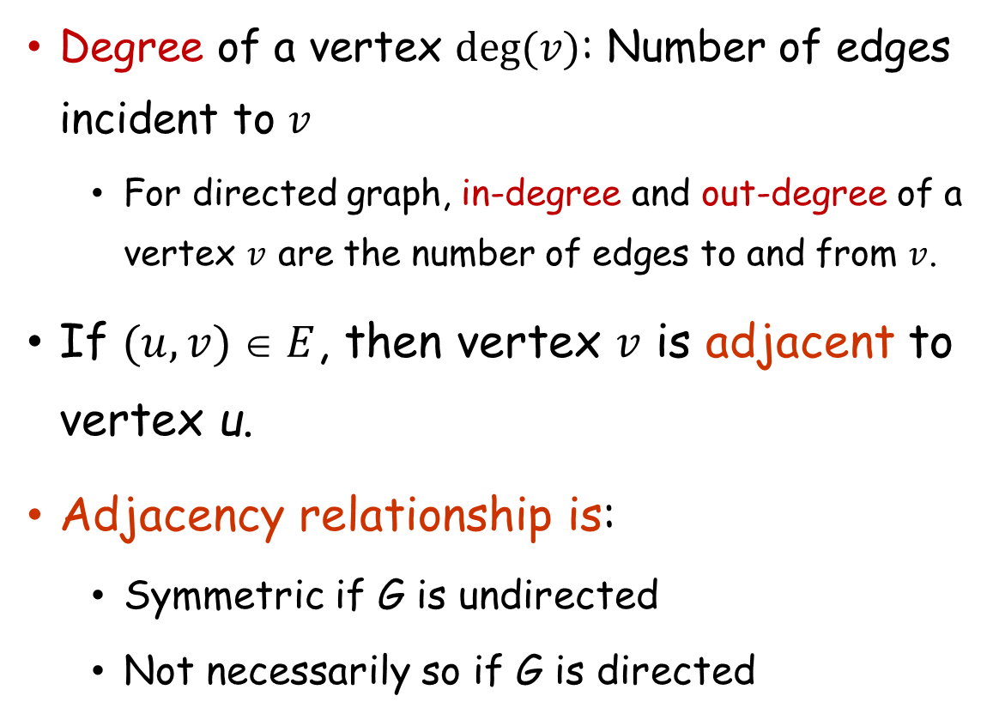 • Degree of a vertex deg(𝑣): Number of edges
incident to 𝑣
• For directed graph, in-degree and out-degree of a
vertex 𝑣 are the number of edges to and from 𝑣.
• If (𝑢, 𝑣) ∈ 𝐸, then vertex 𝑣 is adjacent to
vertex u.
• Adjacency relationship is:
• Symmetric if G is undirected
• Not necessarily so if G is directed